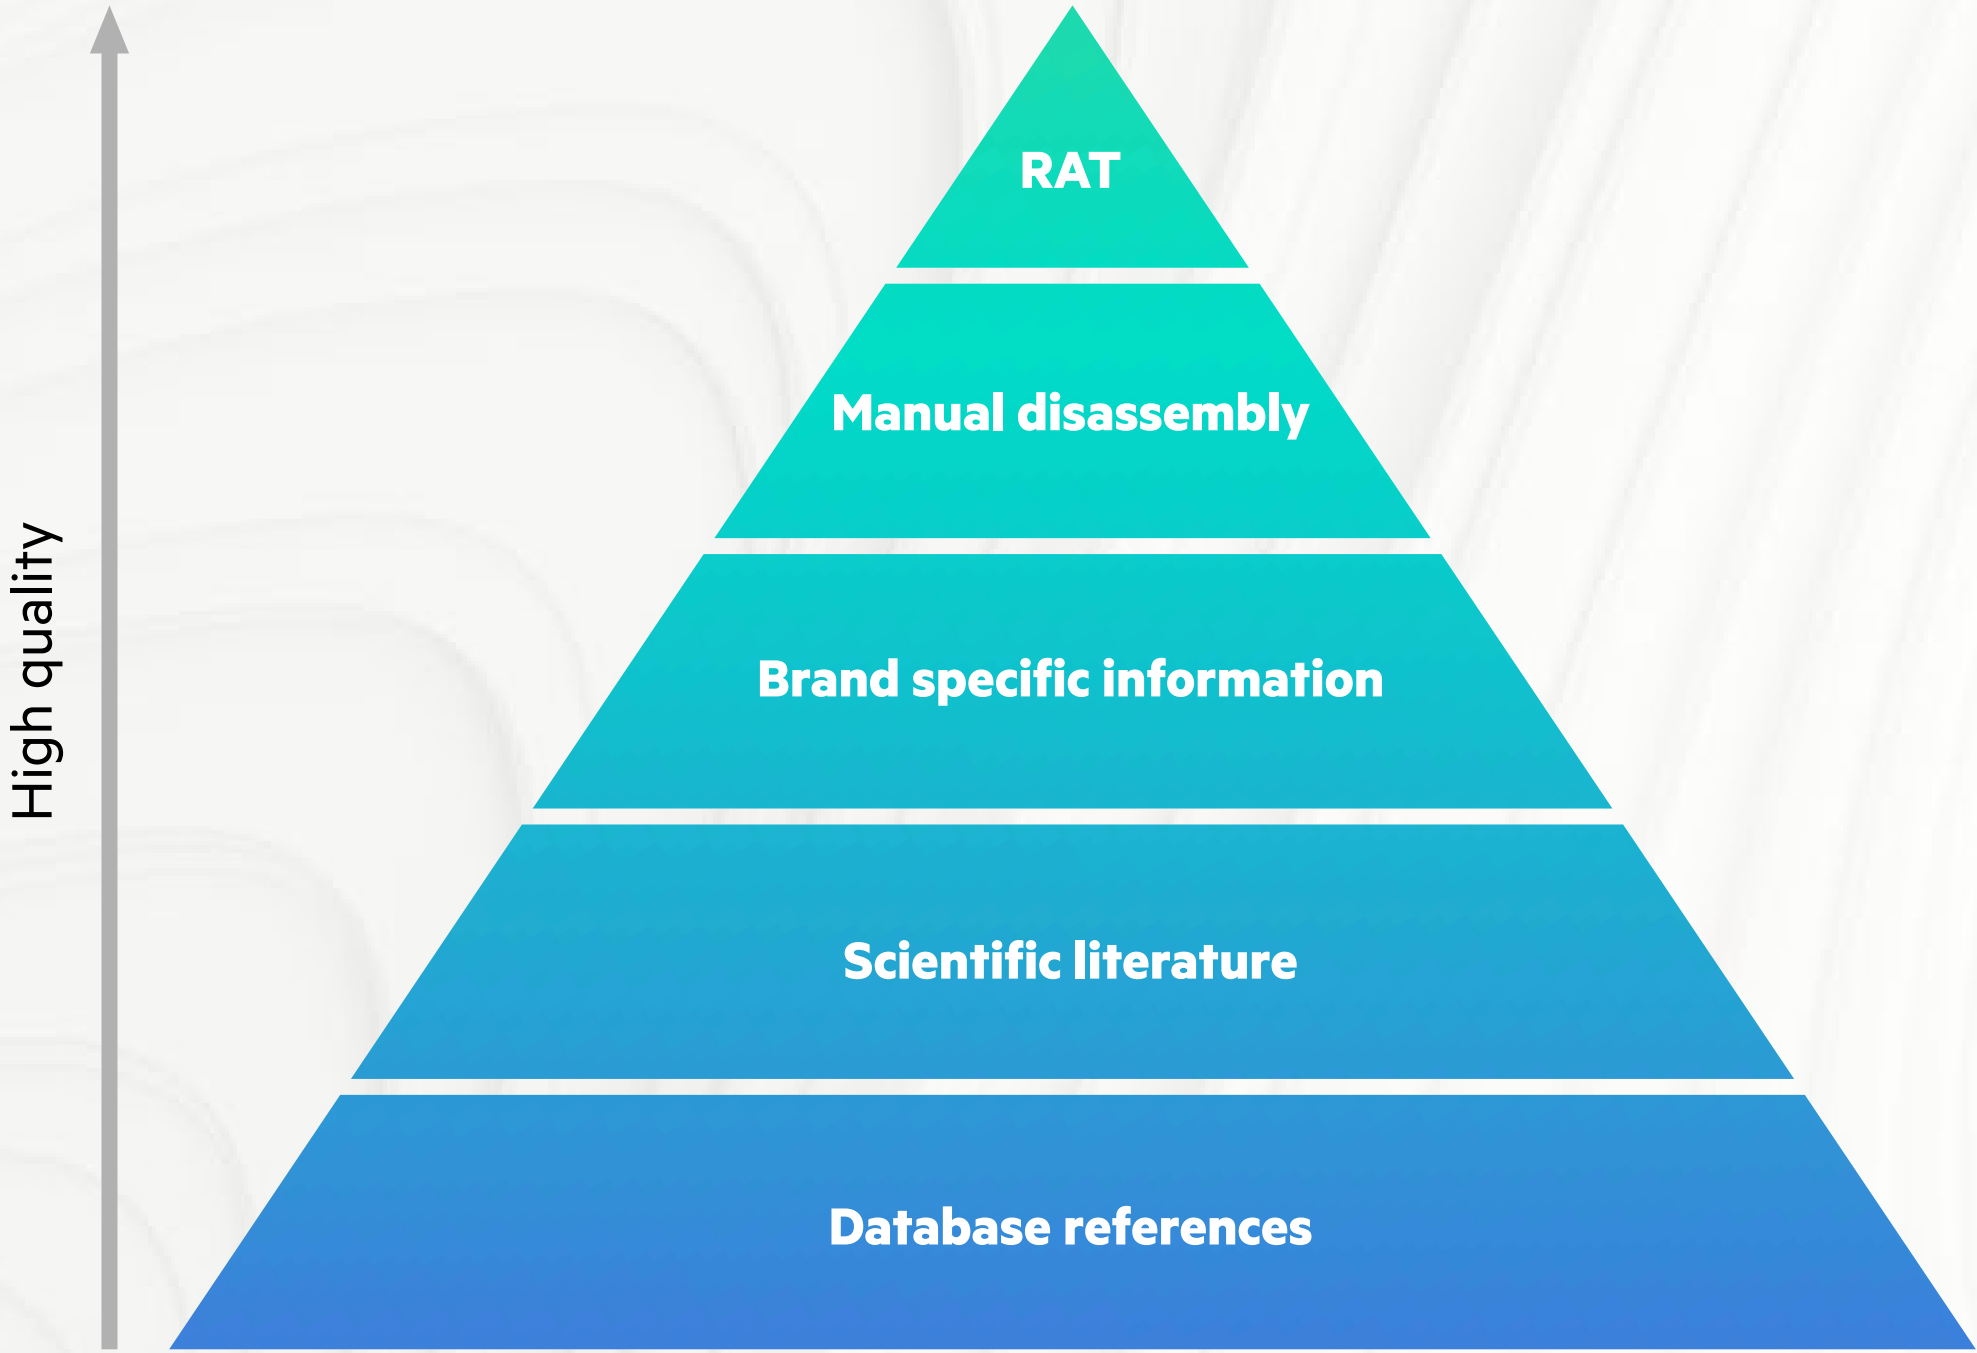 High quality
RAT
Manual disassembly
Brand specific information
Scientific literature
Database references